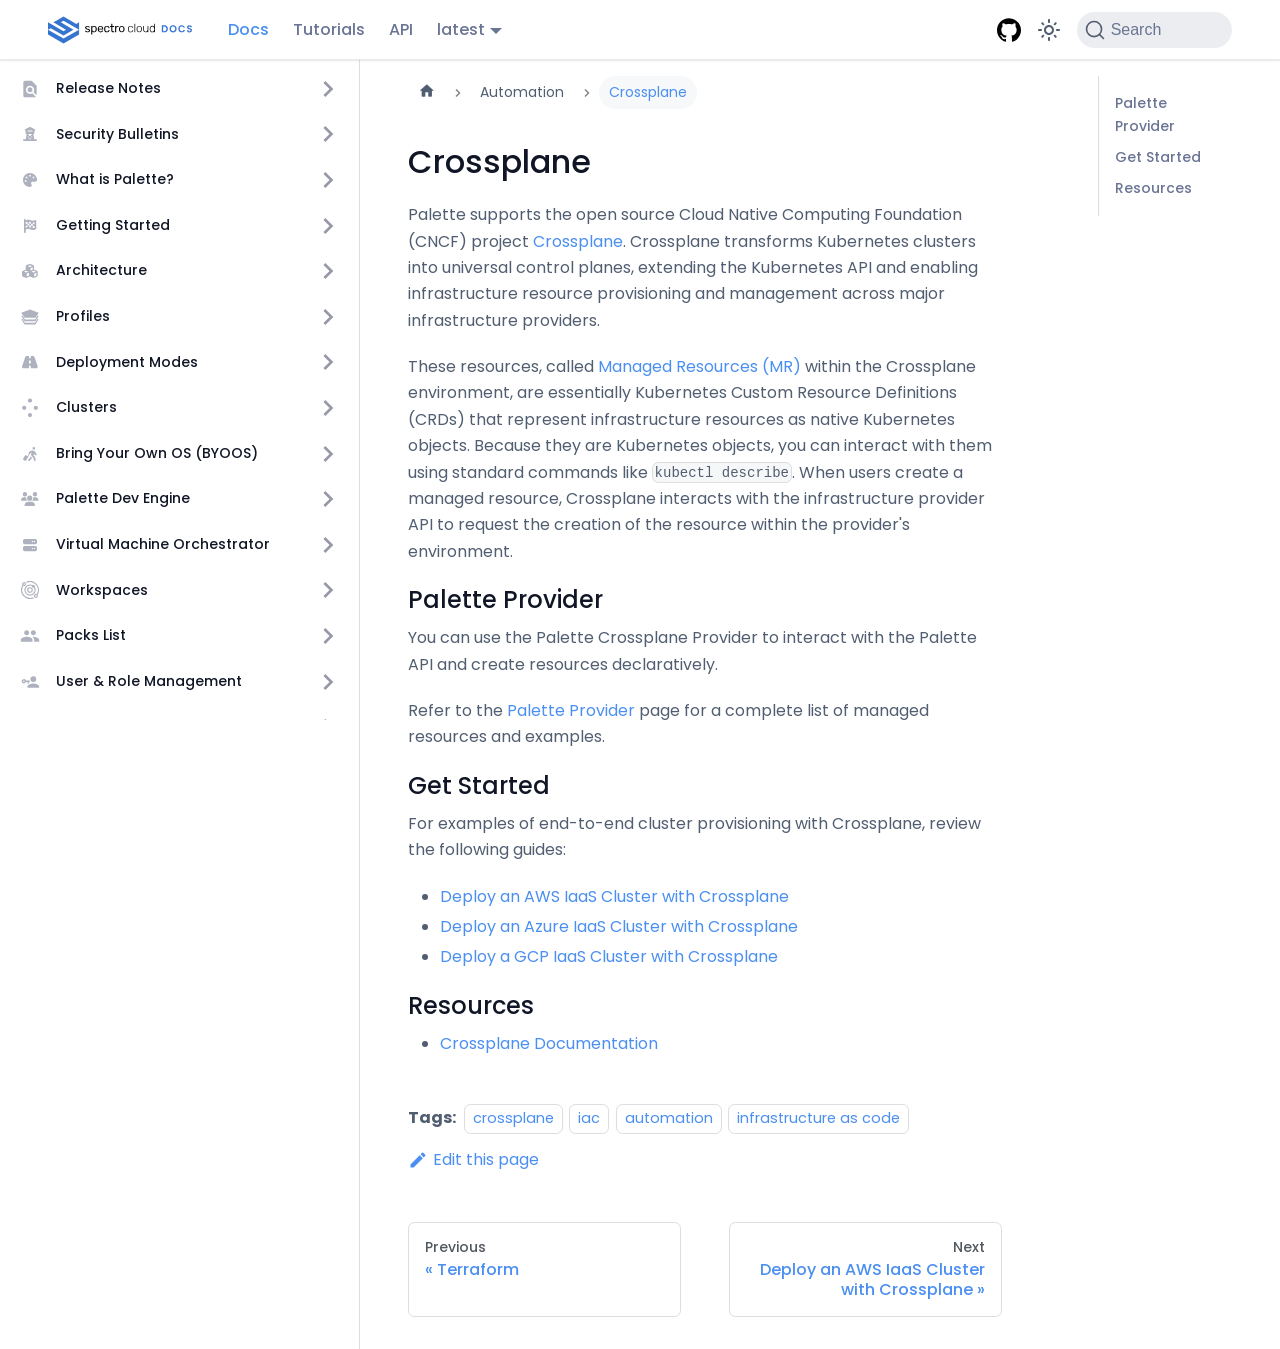 spectro cloud DOCS
Docs
Tutorials
API
latest
Search
Release Notes
Security Bulletins
What is Palette?
Getting Started
Architecture
Profiles
Deployment Modes
Clusters
Bring Your Own OS (BYOOS)
Palette Dev Engine
Virtual Machine Orchestrator
Workspaces
Packs List
User & Role Management
Automation
Crossplane
Crossplane
Palette supports the open source Cloud Native Computing Foundation
(CNCF) project Crossplane. Crossplane transforms Kubernetes clusters
into universal control planes, extending the Kubernetes API and enabling
infrastructure resource provisioning and management across major
infrastructure providers.
These resources, called Managed Resources (MR) within the Crossplane
environment, are essentially Kubernetes Custom Resource Definitions
(CRDs) that represent infrastructure resources as native Kubernetes
objects. Because they are Kubernetes objects, you can interact with them
using standard commands like kubectl describe. When users create a
managed resource, Crossplane interacts with the infrastructure provider
API to request the creation of the resource within the provider's
environment.
Palette Provider
You can use the Palette Crossplane Provider to interact with the Palette
API and create resources declaratively.
Refer to the Palette Provider page for a complete list of managed
resources and examples.
Get Started
For examples of end-to-end cluster provisioning with Crossplane, review
the following guides:
Deploy an AWS IaaS Cluster with Crossplane
Deploy an Azure IaaS Cluster with Crossplane
Deploy a GCP IaaS Cluster with Crossplane
Resources
Crossplane Documentation
Tags: crossplane iac automation infrastructure as code
Edit this page
Previous
« Terraform
Next
Deploy an AWS IaaS Cluster
with Crossplane »
Palette
Provider
Get Started
Resources